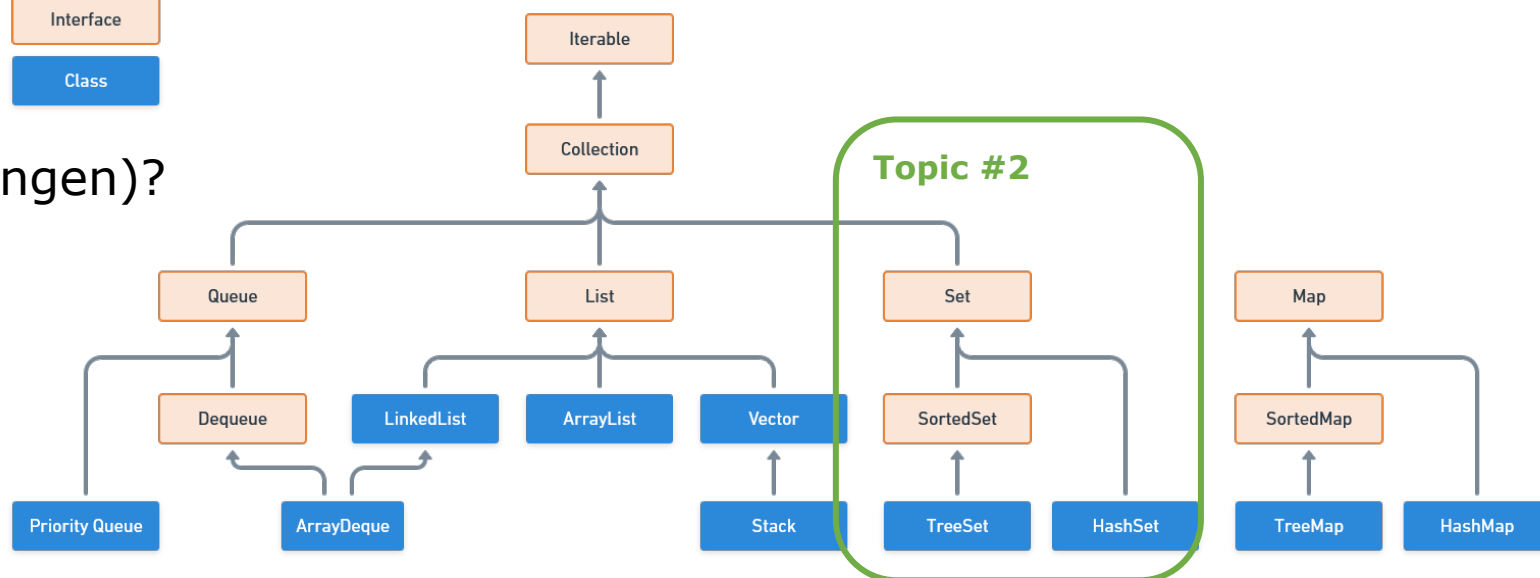 Interface
Class
ngen)?
Iterable
Collection
Topic #2
Queue
List
Set
Map
Dequeue
LinkedList
ArrayList
Vector
SortedSet
SortedMap
Priority Queue
ArrayDeque
Stack
TreeSet
HashSet
TreeMap
HashMap